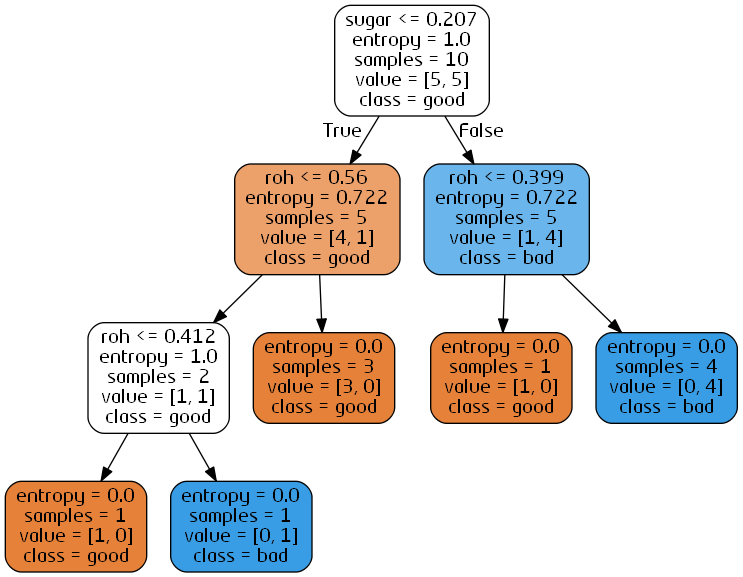 sugar <= 0.207
entropy = 1.0
samples = 10
value = [5, 5]
class = good
True
False
roh <= 0.56
entropy = 0.722
samples = 5
value = [4, 1]
class = good
roh <= 0.399
entropy = 0.722
samples = 5
value = [1, 4]
class = bad
roh <= 0.412
entropy = 1.0
samples = 2
value = [1, 1]
class = good
entropy = 0.0
samples = 3
value = [3, 0]
class = good
entropy = 0.0
samples = 1
value = [1, 0]
class = good
entropy = 0.0
samples = 4
value = [0, 4]
class = bad
entropy = 0.0
samples = 1
value = [1, 0]
class = good
entropy = 0.0
samples = 1
value = [0, 1]
class = bad